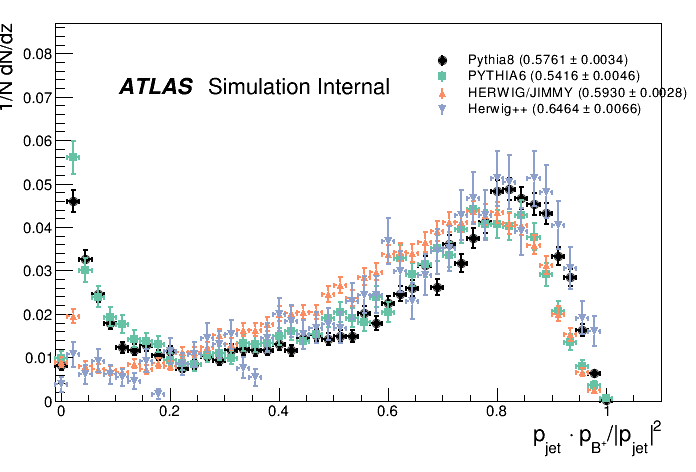 1/N dN/dz
0.08
0.07
0.06
0.05
0.04
0.03
0.02
0.01
0
ATLAS Simulation Internal
Pythia8 (0.5761 ± 0.0034)
PYTHIA6 (0.5416 ± 0.0046)
HERWIG/JIMMY (0.5930 ± 0.0028)
Herwig++ (0.6464 ± 0.0066)
0 0.2 0.4 0.6 0.8 1
p_jet · p_B⁺/|p_jet|²